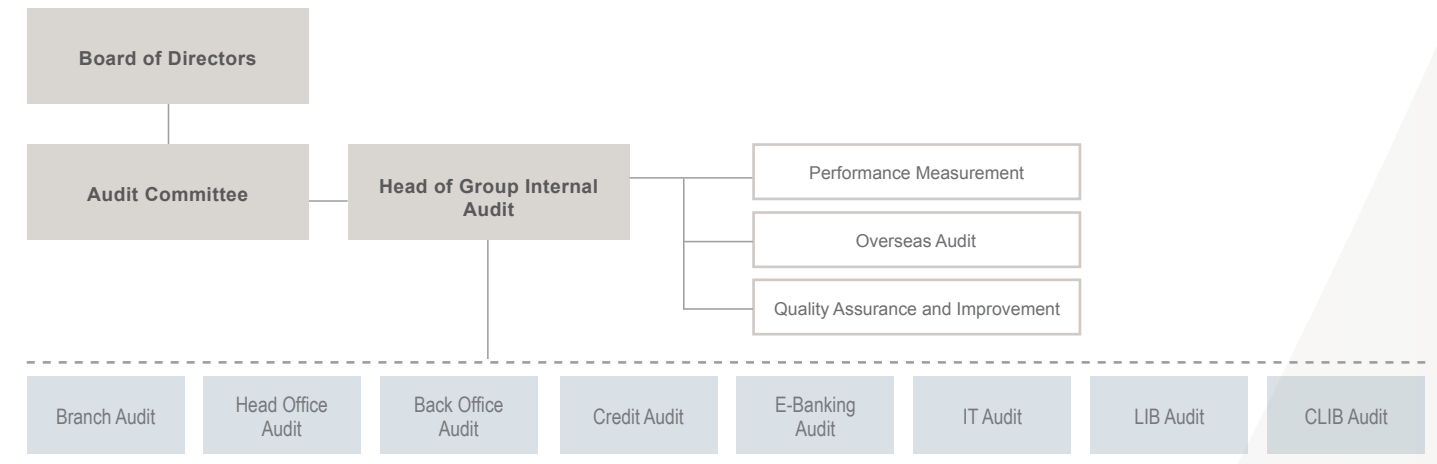 Board of Directors
Audit Committee
Head of Group Internal
Audit
Performance Measurement
Overseas Audit
Quality Assurance and Improvement
Branch Audit
Head Office
Audit
Back Office
Audit
Credit Audit
E-Banking
Audit
IT Audit
LIB Audit
CLIB Audit